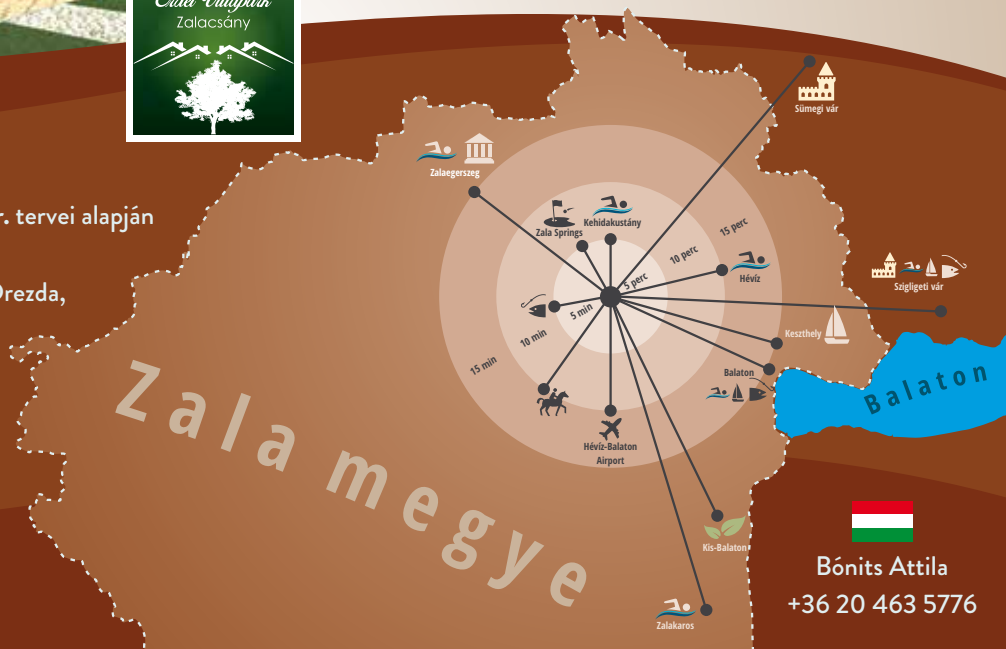 Erdei Villapark
Zalacsány
r. tervei alapján
Drezda,
Sümegi vár
Zalaegerszeg
Kehidakustány
Zala Springs
15 perc
10 perc
5 perc
Hévíz
Szigligeti vár
5 min
10 min
15 min
Keszthely
Balaton
Balaton
Hévíz-Balaton
Airport
Zala megye
Kis-Balaton
Zalakaros
Bónits Attila
+36 20 463 5776